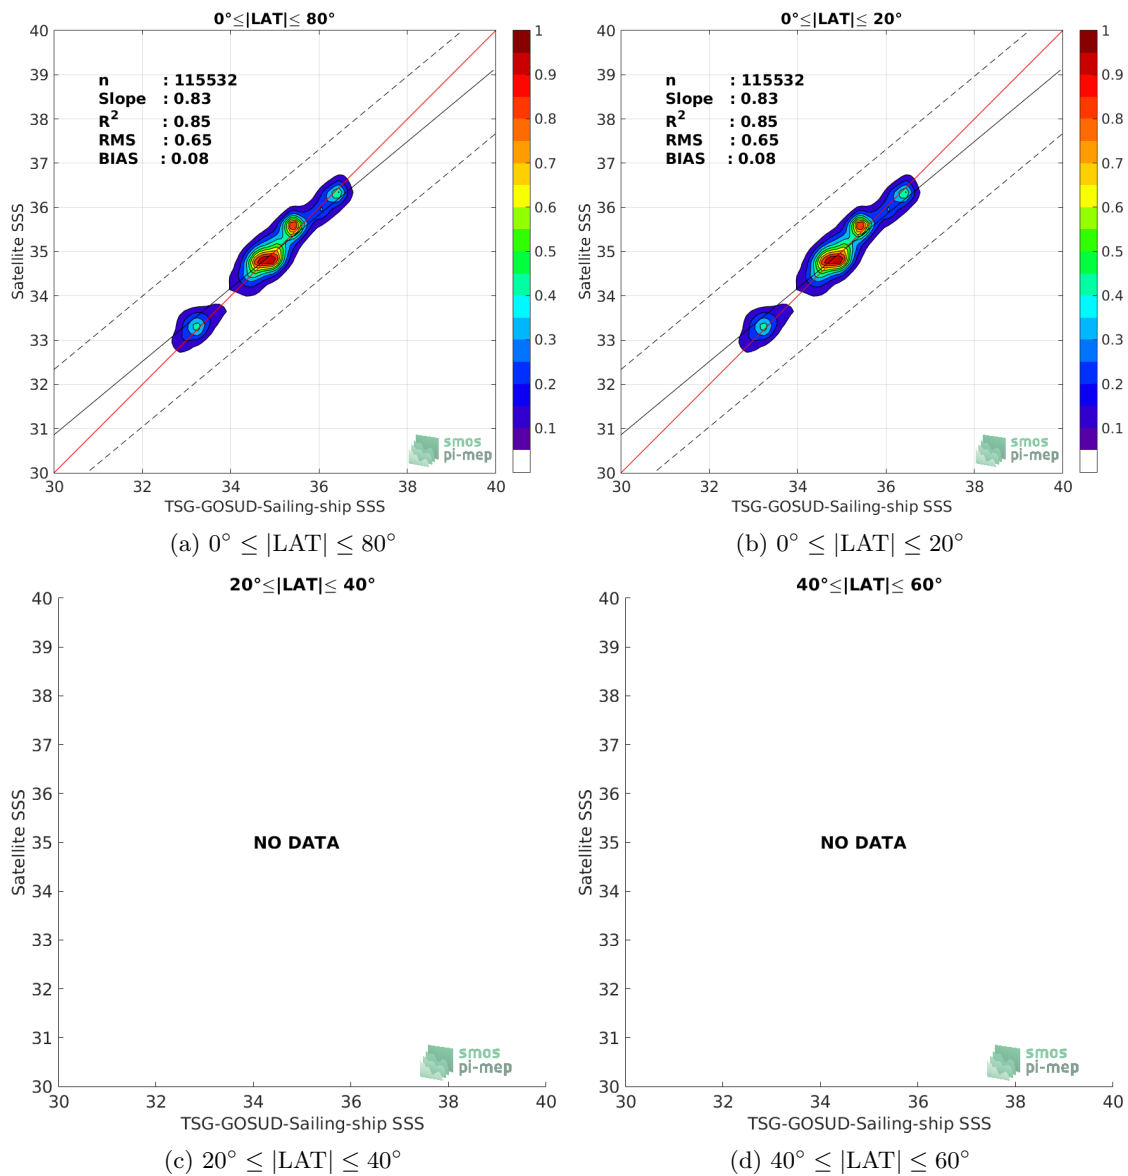 0°≤|LAT|≤ 80°
40
39
38
37
36
35
34
33
32
31
30
Satellite SSS
n : 115532
Slope : 0.83
R2 : 0.85
RMS : 0.65
BIAS : 0.08
smos
pi-mep
30 32 34 36 38 40
TSG-GOSUD-Sailing-ship SSS
1
0.9
0.8
0.7
0.6
0.5
0.4
0.3
0.2
0.1
(a) 0° ≤ |LAT| ≤ 80°
0°≤|LAT|≤ 20°
40
39
38
37
36
35
34
33
32
31
30
Satellite SSS
n : 115532
Slope : 0.83
R2 : 0.85
RMS : 0.65
BIAS : 0.08
smos
pi-mep
30 32 34 36 38 40
TSG-GOSUD-Sailing-ship SSS
1
0.9
0.8
0.7
0.6
0.5
0.4
0.3
0.2
0.1
(b) 0° ≤ |LAT| ≤ 20°
20°≤|LAT|≤ 40°
40
39
38
37
36
35
34
33
32
31
30
Satellite SSS
NO DATA
smos
pi-mep
30 32 34 36 38 40
TSG-GOSUD-Sailing-ship SSS
(c) 20° ≤ |LAT| ≤ 40°
40°≤|LAT|≤ 60°
40
39
38
37
36
35
34
33
32
31
30
Satellite SSS
NO DATA
smos
pi-mep
30 32 34 36 38 40
TSG-GOSUD-Sailing-ship SSS
(d) 40° ≤ |LAT| ≤ 60°